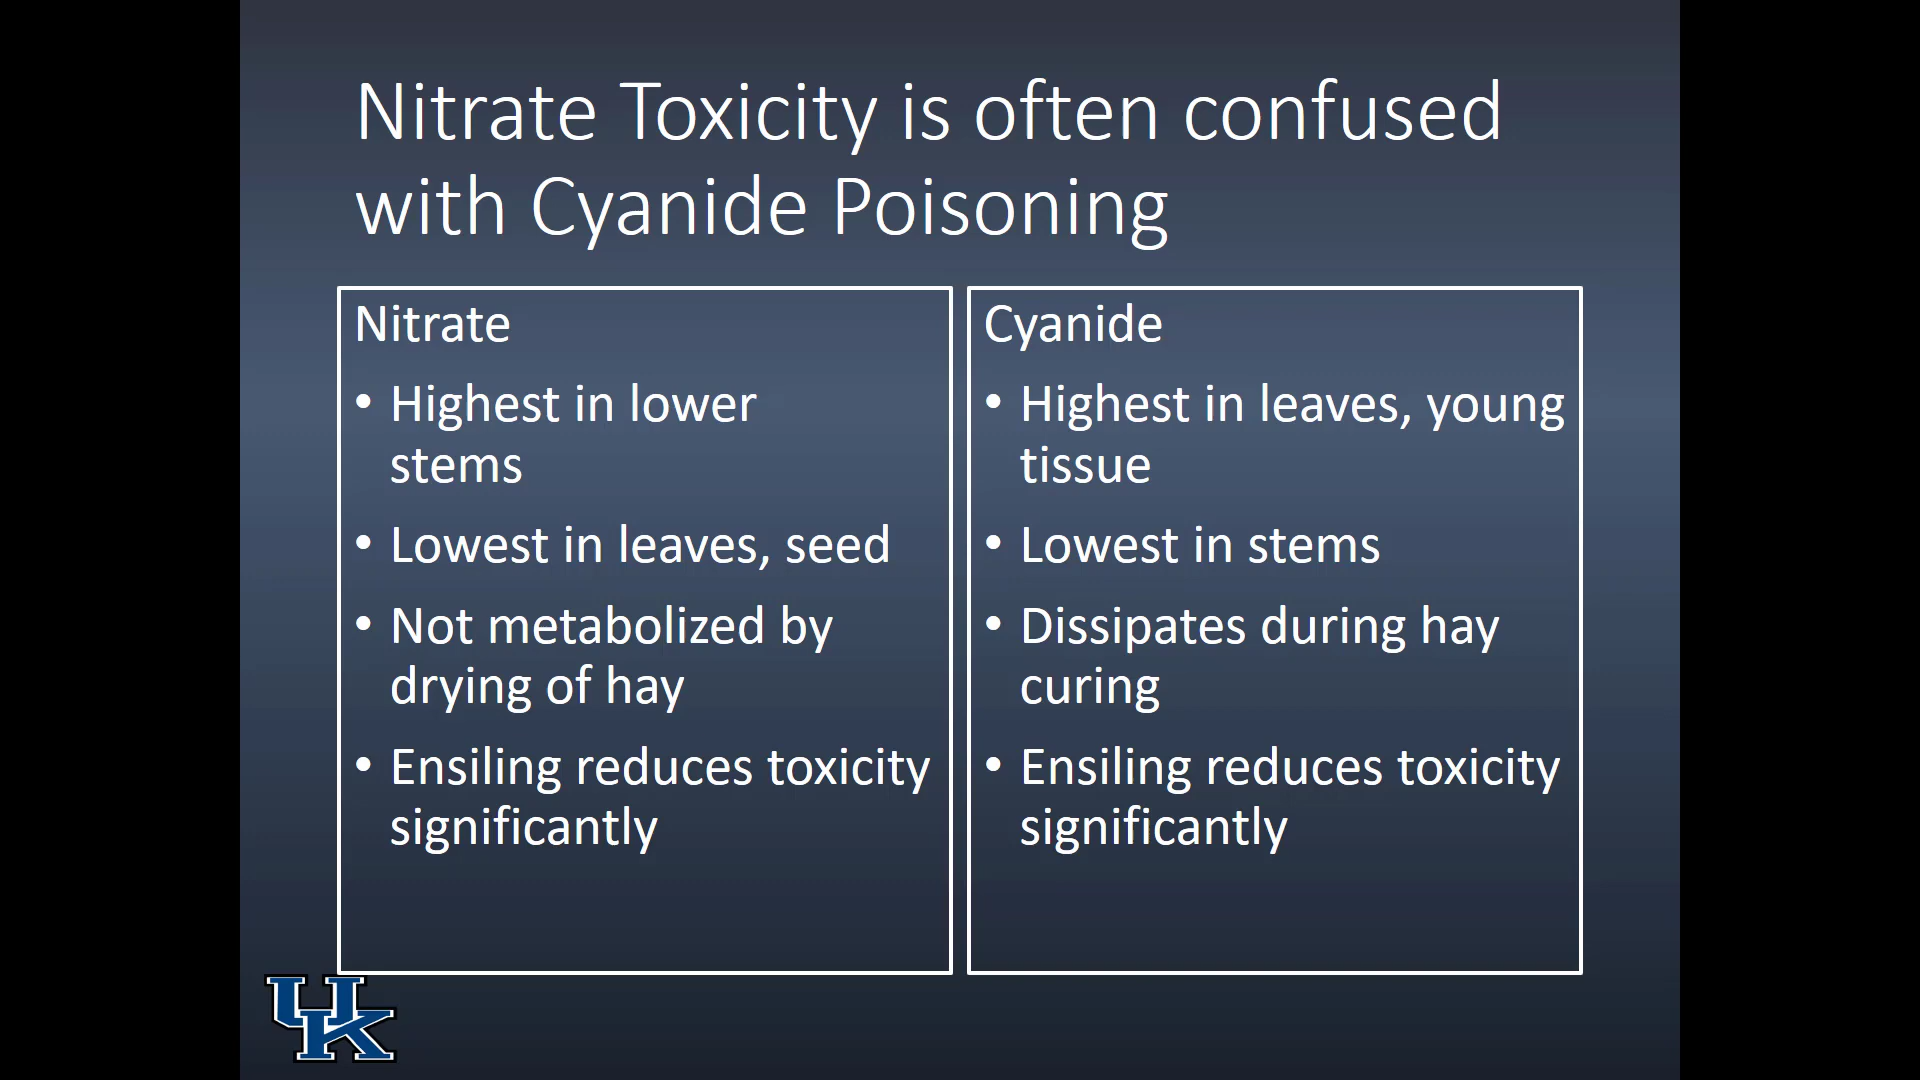 Nitrate Toxicity is often confused
with Cyanide Poisoning
Nitrate
• Highest in lower
stems
• Lowest in leaves, seed
• Not metabolized by
drying of hay
• Ensiling reduces toxicity
significantly
Cyanide
• Highest in leaves, young
tissue
• Lowest in stems
• Dissipates during hay
curing
• Ensiling reduces toxicity
significantly
UK